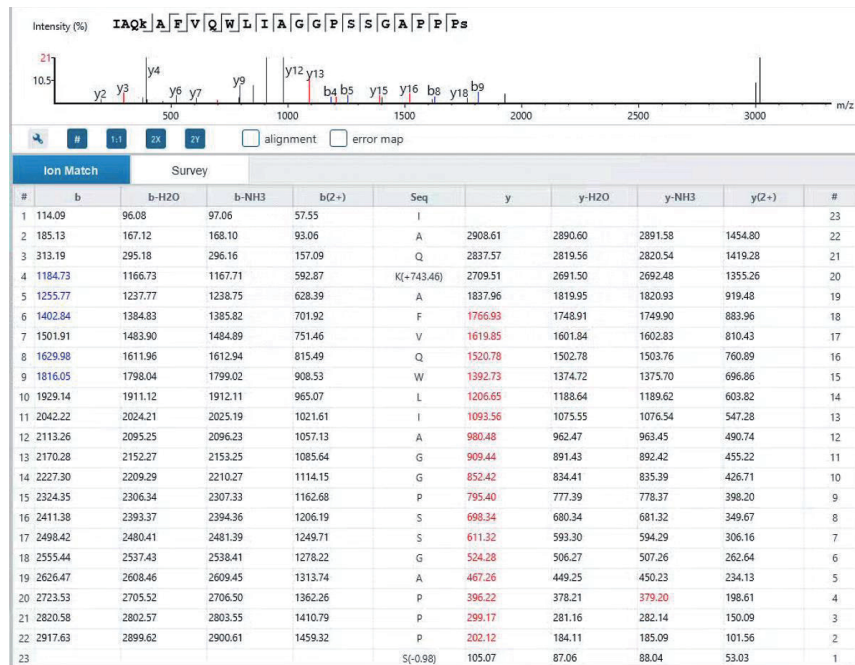 Intensity (%)
IAQkAFVQWLIAGGPSSGAPPPs
21
10.5
y2 y3 y4 y6 y7 y9 y12 y13 b4 b5 y15 y16 b8 y18 b9
500 1000 1500 2000 2500 3000 m/z
# 1:1 2X 2Y alignment error map
Ion Match Survey
# b b-H2O b-NH3 b(2+) Seq y y-H2O y-NH3 y(2+) #
1 114.09 96.08 97.06 57.55 I 23
2 185.13 167.12 168.10 93.06 A 2908.61 2890.60 2891.58 1454.80 22
3 313.19 295.18 296.16 157.09 Q 2837.57 2819.56 2820.54 1419.28 21
4 1184.73 1166.73 1167.71 592.87 K(+743.46) 2709.51 2691.50 2692.48 1355.26 20
5 1255.77 1237.77 1238.75 628.39 A 1837.96 1819.95 1820.93 919.48 19
6 1402.84 1384.83 1385.82 701.92 F 1766.93 1748.91 1749.90 883.96 18
7 1501.91 1483.90 1484.89 751.46 V 1619.85 1601.84 1602.83 810.43 17
8 1629.98 1611.96 1612.94 815.49 Q 1520.78 1502.78 1503.76 760.89 16
9 1816.05 1798.04 1799.02 908.53 W 1392.73 1374.72 1375.70 696.86 15
10 1929.14 1911.12 1912.11 965.07 L 1206.65 1188.64 1189.62 603.82 14
11 2042.22 2024.21 2025.19 1021.61 I 1093.56 1075.55 1076.54 547.28 13
12 2113.26 2095.25 2096.23 1057.13 A 980.48 962.47 963.45 490.74 12
13 2170.28 2152.27 2153.25 1085.64 G 909.44 891.43 892.42 455.22 11
14 2227.30 2209.29 2210.27 1114.15 G 852.42 834.41 835.39 426.71 10
15 2324.35 2306.34 2307.33 1162.68 P 795.40 777.39 778.37 398.20 9
16 2411.38 2393.37 2394.36 1206.19 S 698.34 680.34 681.32 349.67 8
17 2498.42 2480.41 2481.39 1249.71 S 611.32 593.30 594.29 306.16 7
18 2555.44 2537.43 2538.41 1278.22 G 524.28 506.27 507.26 262.64 6
19 2626.47 2608.46 2609.45 1313.74 A 467.26 449.25 450.23 234.13 5
20 2723.53 2705.52 2706.50 1362.26 P 396.22 378.21 379.20 198.61 4
21 2820.58 2802.57 2803.55 1410.79 P 299.17 281.16 282.14 150.09 3
22 2917.63 2899.62 2900.61 1459.32 P 202.12 184.11 185.09 101.56 2
23 S(-0.98) 105.07 87.06 88.04 53.03 1